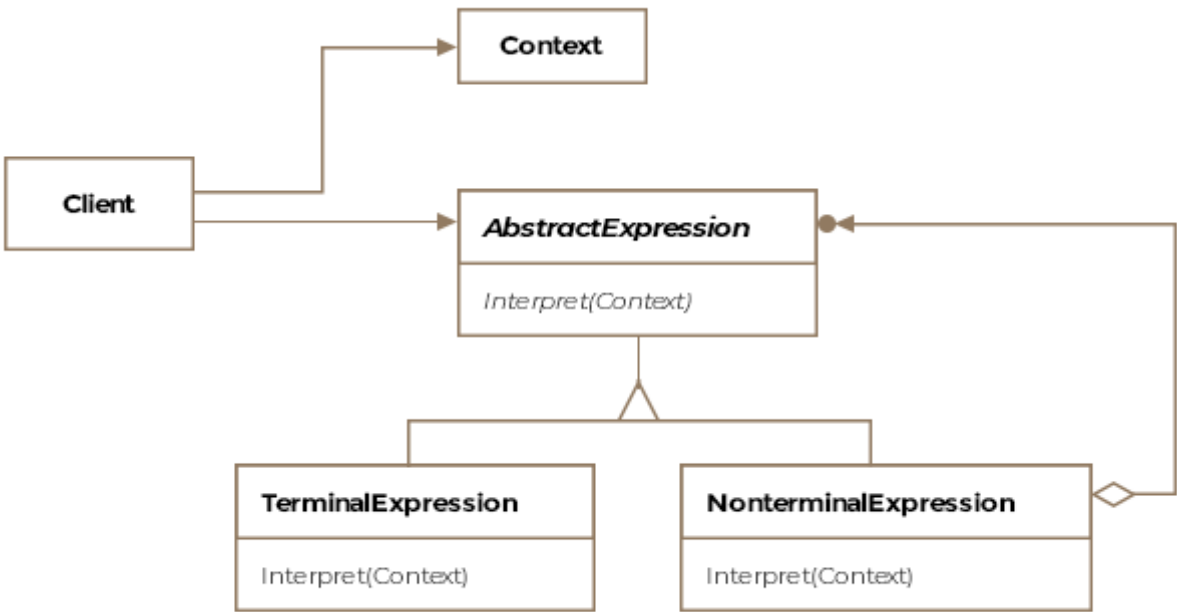 Context
Client
AbstractExpression
Interpret(Context)
TerminalExpression
NonterminalExpression
Interpret(Context)
Interpret(Context)